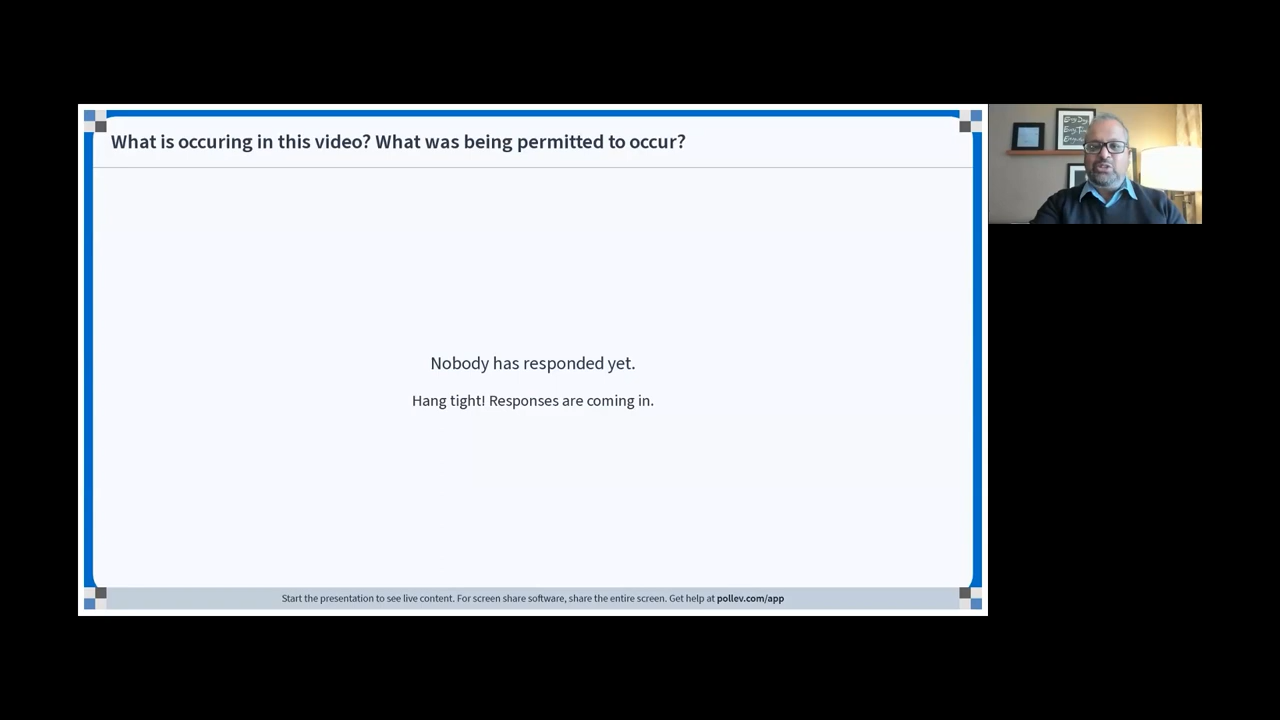 What is occuring in this video? What was being permitted to occur?
Nobody has responded yet.
Hang tight! Responses are coming in.
Start the presentation to see live content. For screen share software, share the entire screen. Get help at pollev.com/app
Every Day